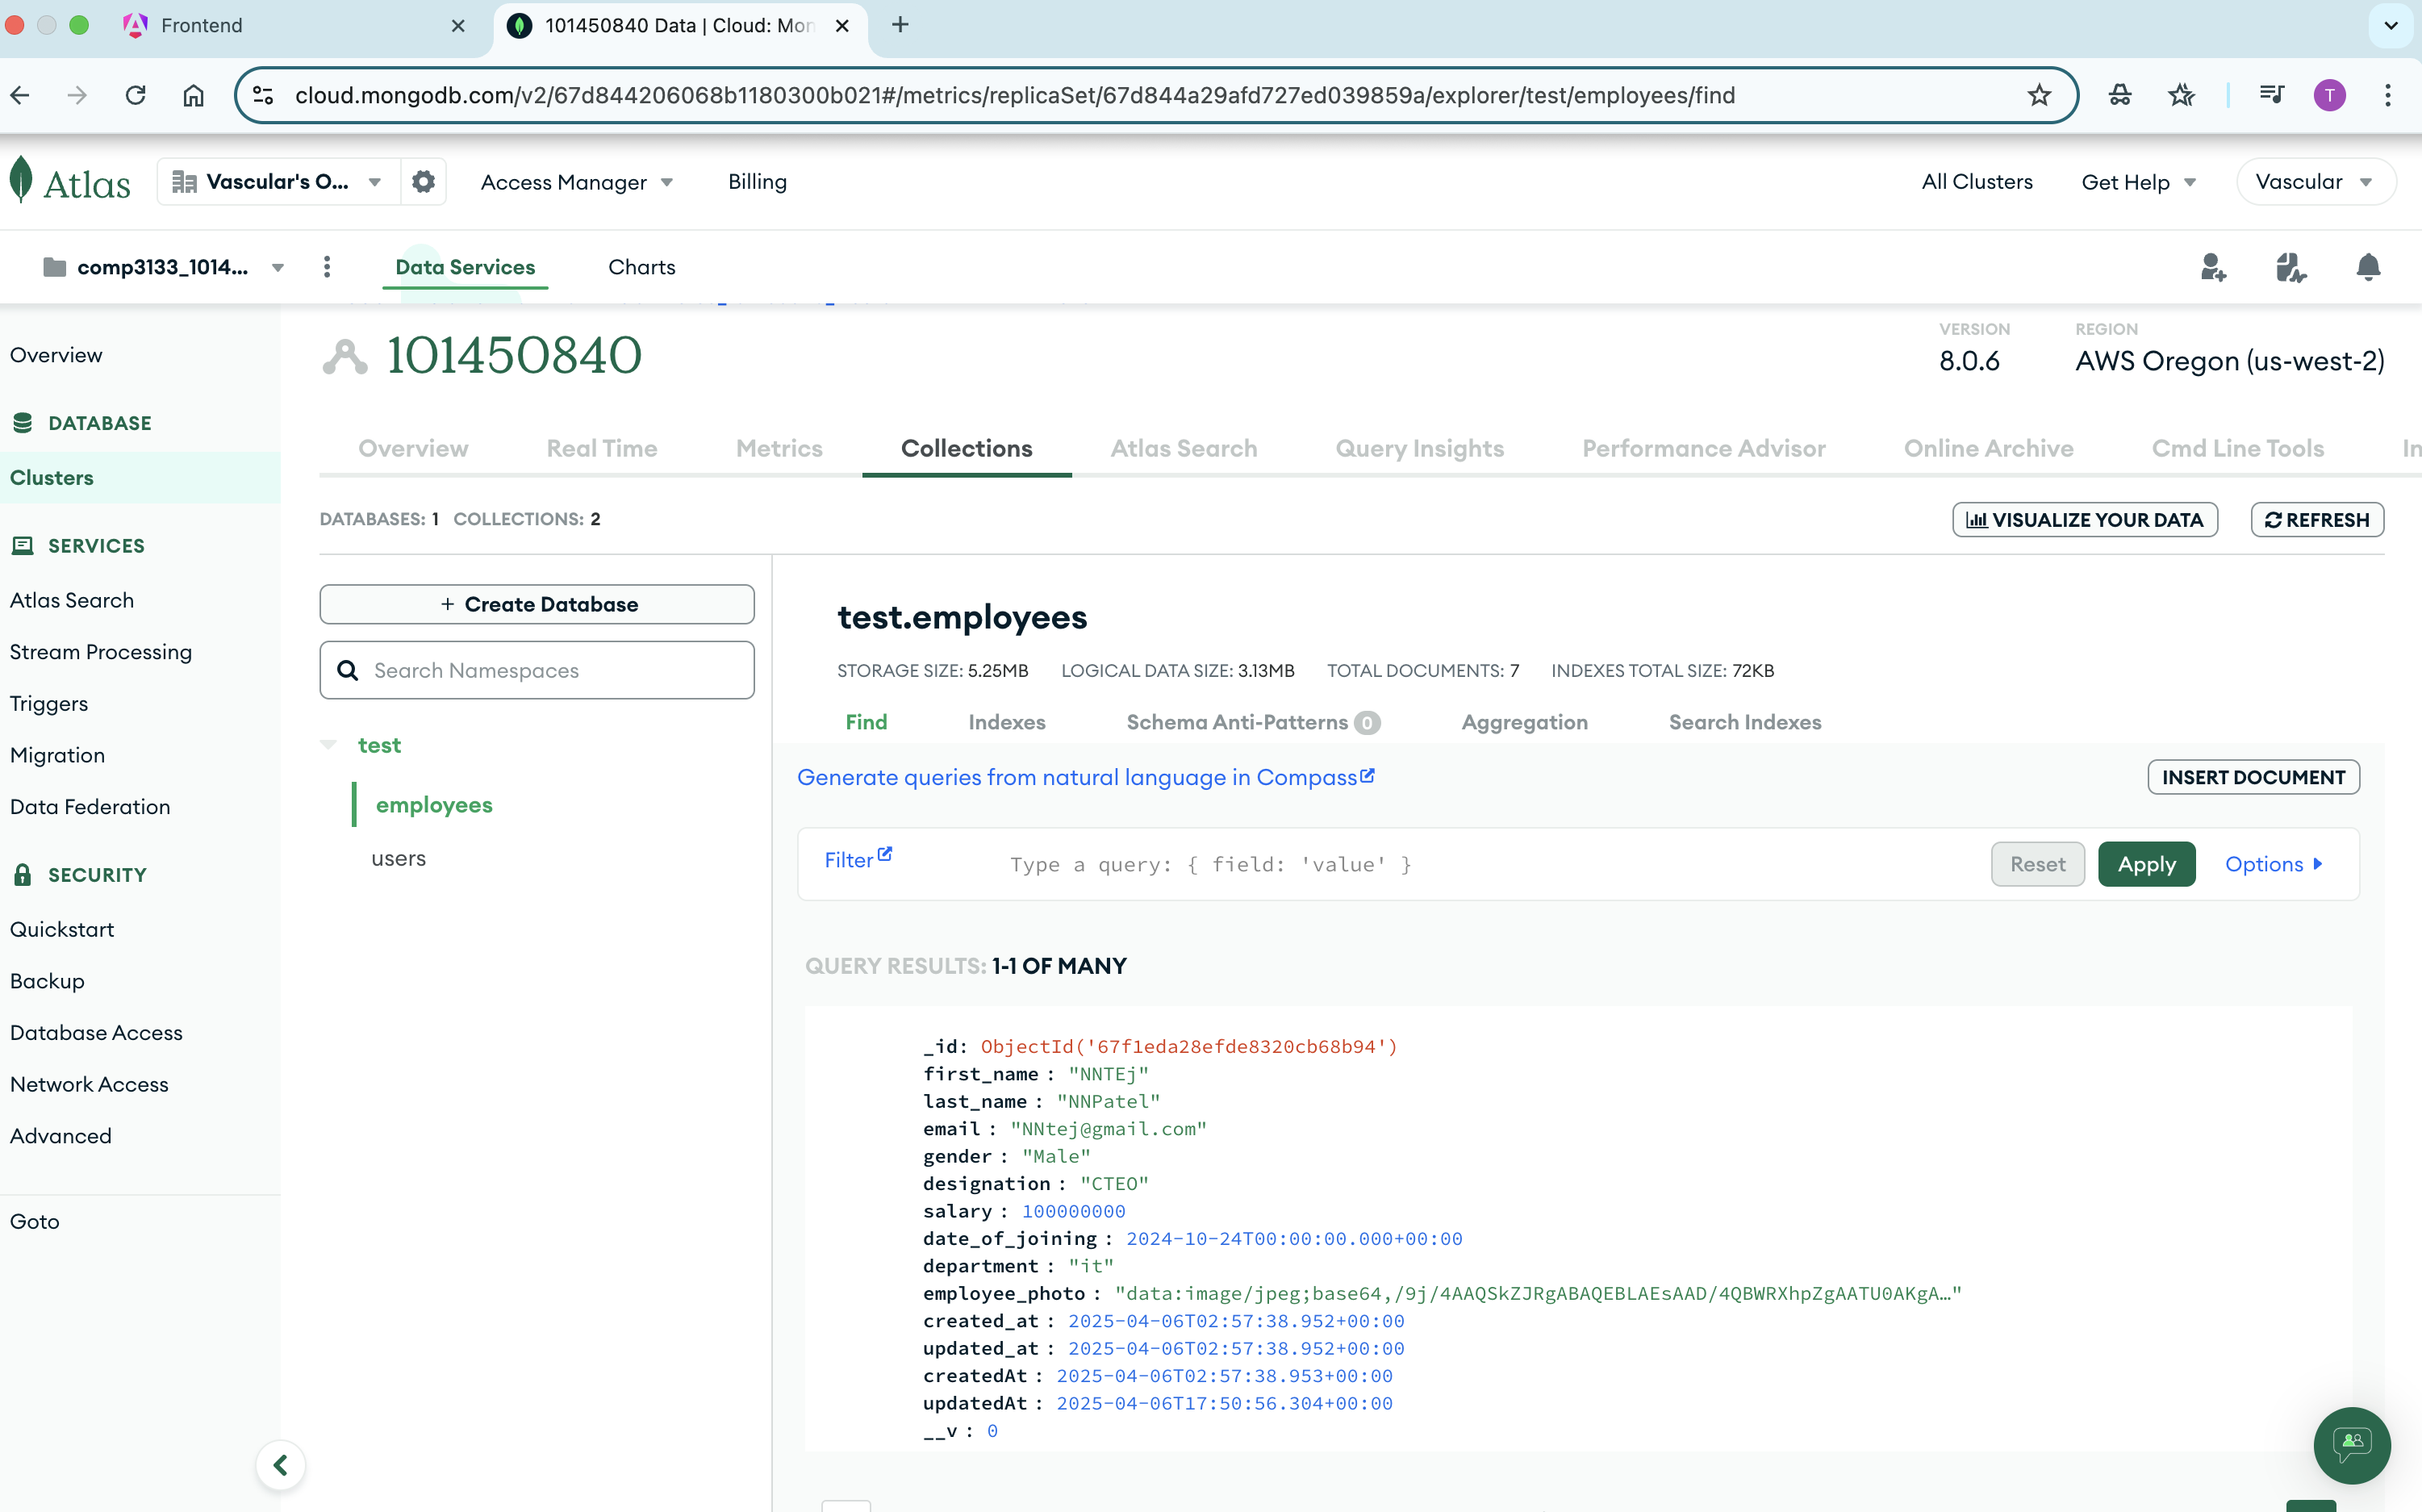 Frontend
101450840 Data | Cloud: Mon
cloud.mongodb.com/v2/67d844206068b1180300b021#/metrics/replicaSet/67d844a29afd727ed039859a/explorer/test/employees/find
T
Atlas
Vascular's O...
Access Manager
Billing
All Clusters
Get Help
Vascular
comp3133_1014...
Data Services
Charts
Overview
DATABASE
Clusters
SERVICES
Atlas Search
Stream Processing
Triggers
Migration
Data Federation
SECURITY
Quickstart
Backup
Database Access
Network Access
Advanced
Goto
101450840
VERSION
8.0.6
REGION
AWS Oregon (us-west-2)
Overview
Real Time
Metrics
Collections
Atlas Search
Query Insights
Performance Advisor
Online Archive
Cmd Line Tools
In
DATABASES: 1 COLLECTIONS: 2
VISUALIZE YOUR DATA
REFRESH
+ Create Database
Search Namespaces
test
employees
users
test.employees
STORAGE SIZE: 5.25MB LOGICAL DATA SIZE: 3.13MB TOTAL DOCUMENTS: 7 INDEXES TOTAL SIZE: 72KB
Find
Indexes
Schema Anti-Patterns 0
Aggregation
Search Indexes
Generate queries from natural language in Compass
INSERT DOCUMENT
Filter
Type a query: { field: 'value' }
Reset
Apply
Options
QUERY RESULTS: 1-1 OF MANY
_id: ObjectId('67f1eda28efde8320cb68b94')
first_name : "NNTEj"
last_name : "NNPatel"
email : "NNtej@gmail.com"
gender : "Male"
designation : "CTEO"
salary : 100000000
date_of_joining : 2024-10-24T00:00:00.000+00:00
department : "it"
employee_photo : "data:image/jpeg;base64,/9j/4AAQSkZJRgABAQEBLAEsAAD/4QBWRXhpZgAATU0AKgA…"
created_at : 2025-04-06T02:57:38.952+00:00
updated_at : 2025-04-06T02:57:38.952+00:00
createdAt : 2025-04-06T02:57:38.953+00:00
updatedAt : 2025-04-06T17:50:56.304+00:00
__v : 0